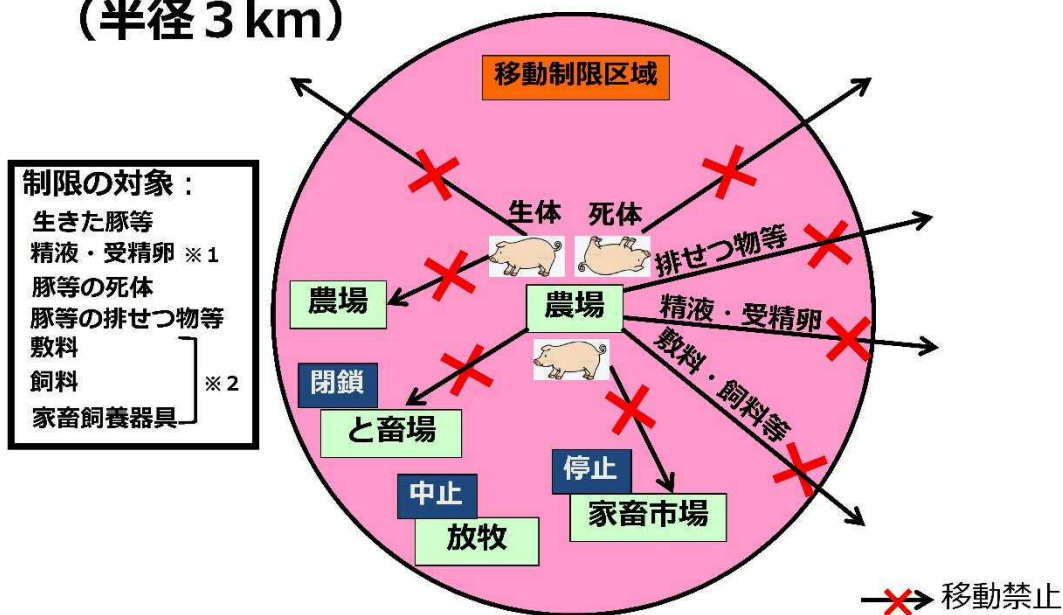 （半径３km）
移動制限区域
制限の対象：
生きた豚等
精液・受精卵 ※１
豚等の死体
豚等の排せつ物等
敷料
飼料
家畜飼養器具
※２
生体
死体
排せつ物等
農場
農場
精液・受精卵
敷料・飼料等
閉鎖
と畜場
停止
家畜市場
中止
放牧
移動禁止